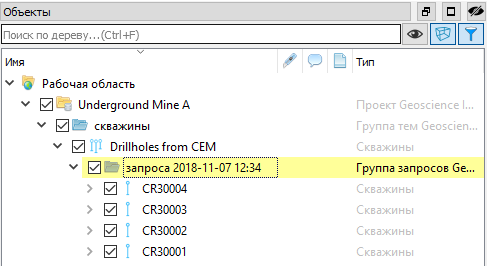 Объекты
Поиск по дереву...(Ctrl+F)
Имя Тип
Рабочая область
Underground Mine A Проект Geoscience I...
скважины Группа тем Geoscien...
Drillholes from CEM Скважины
запроса 2018-11-07 12:34 Группа запросов Ge...
CR30004 Скважины
CR30003 Скважины
CR30002 Скважины
CR30001 Скважины